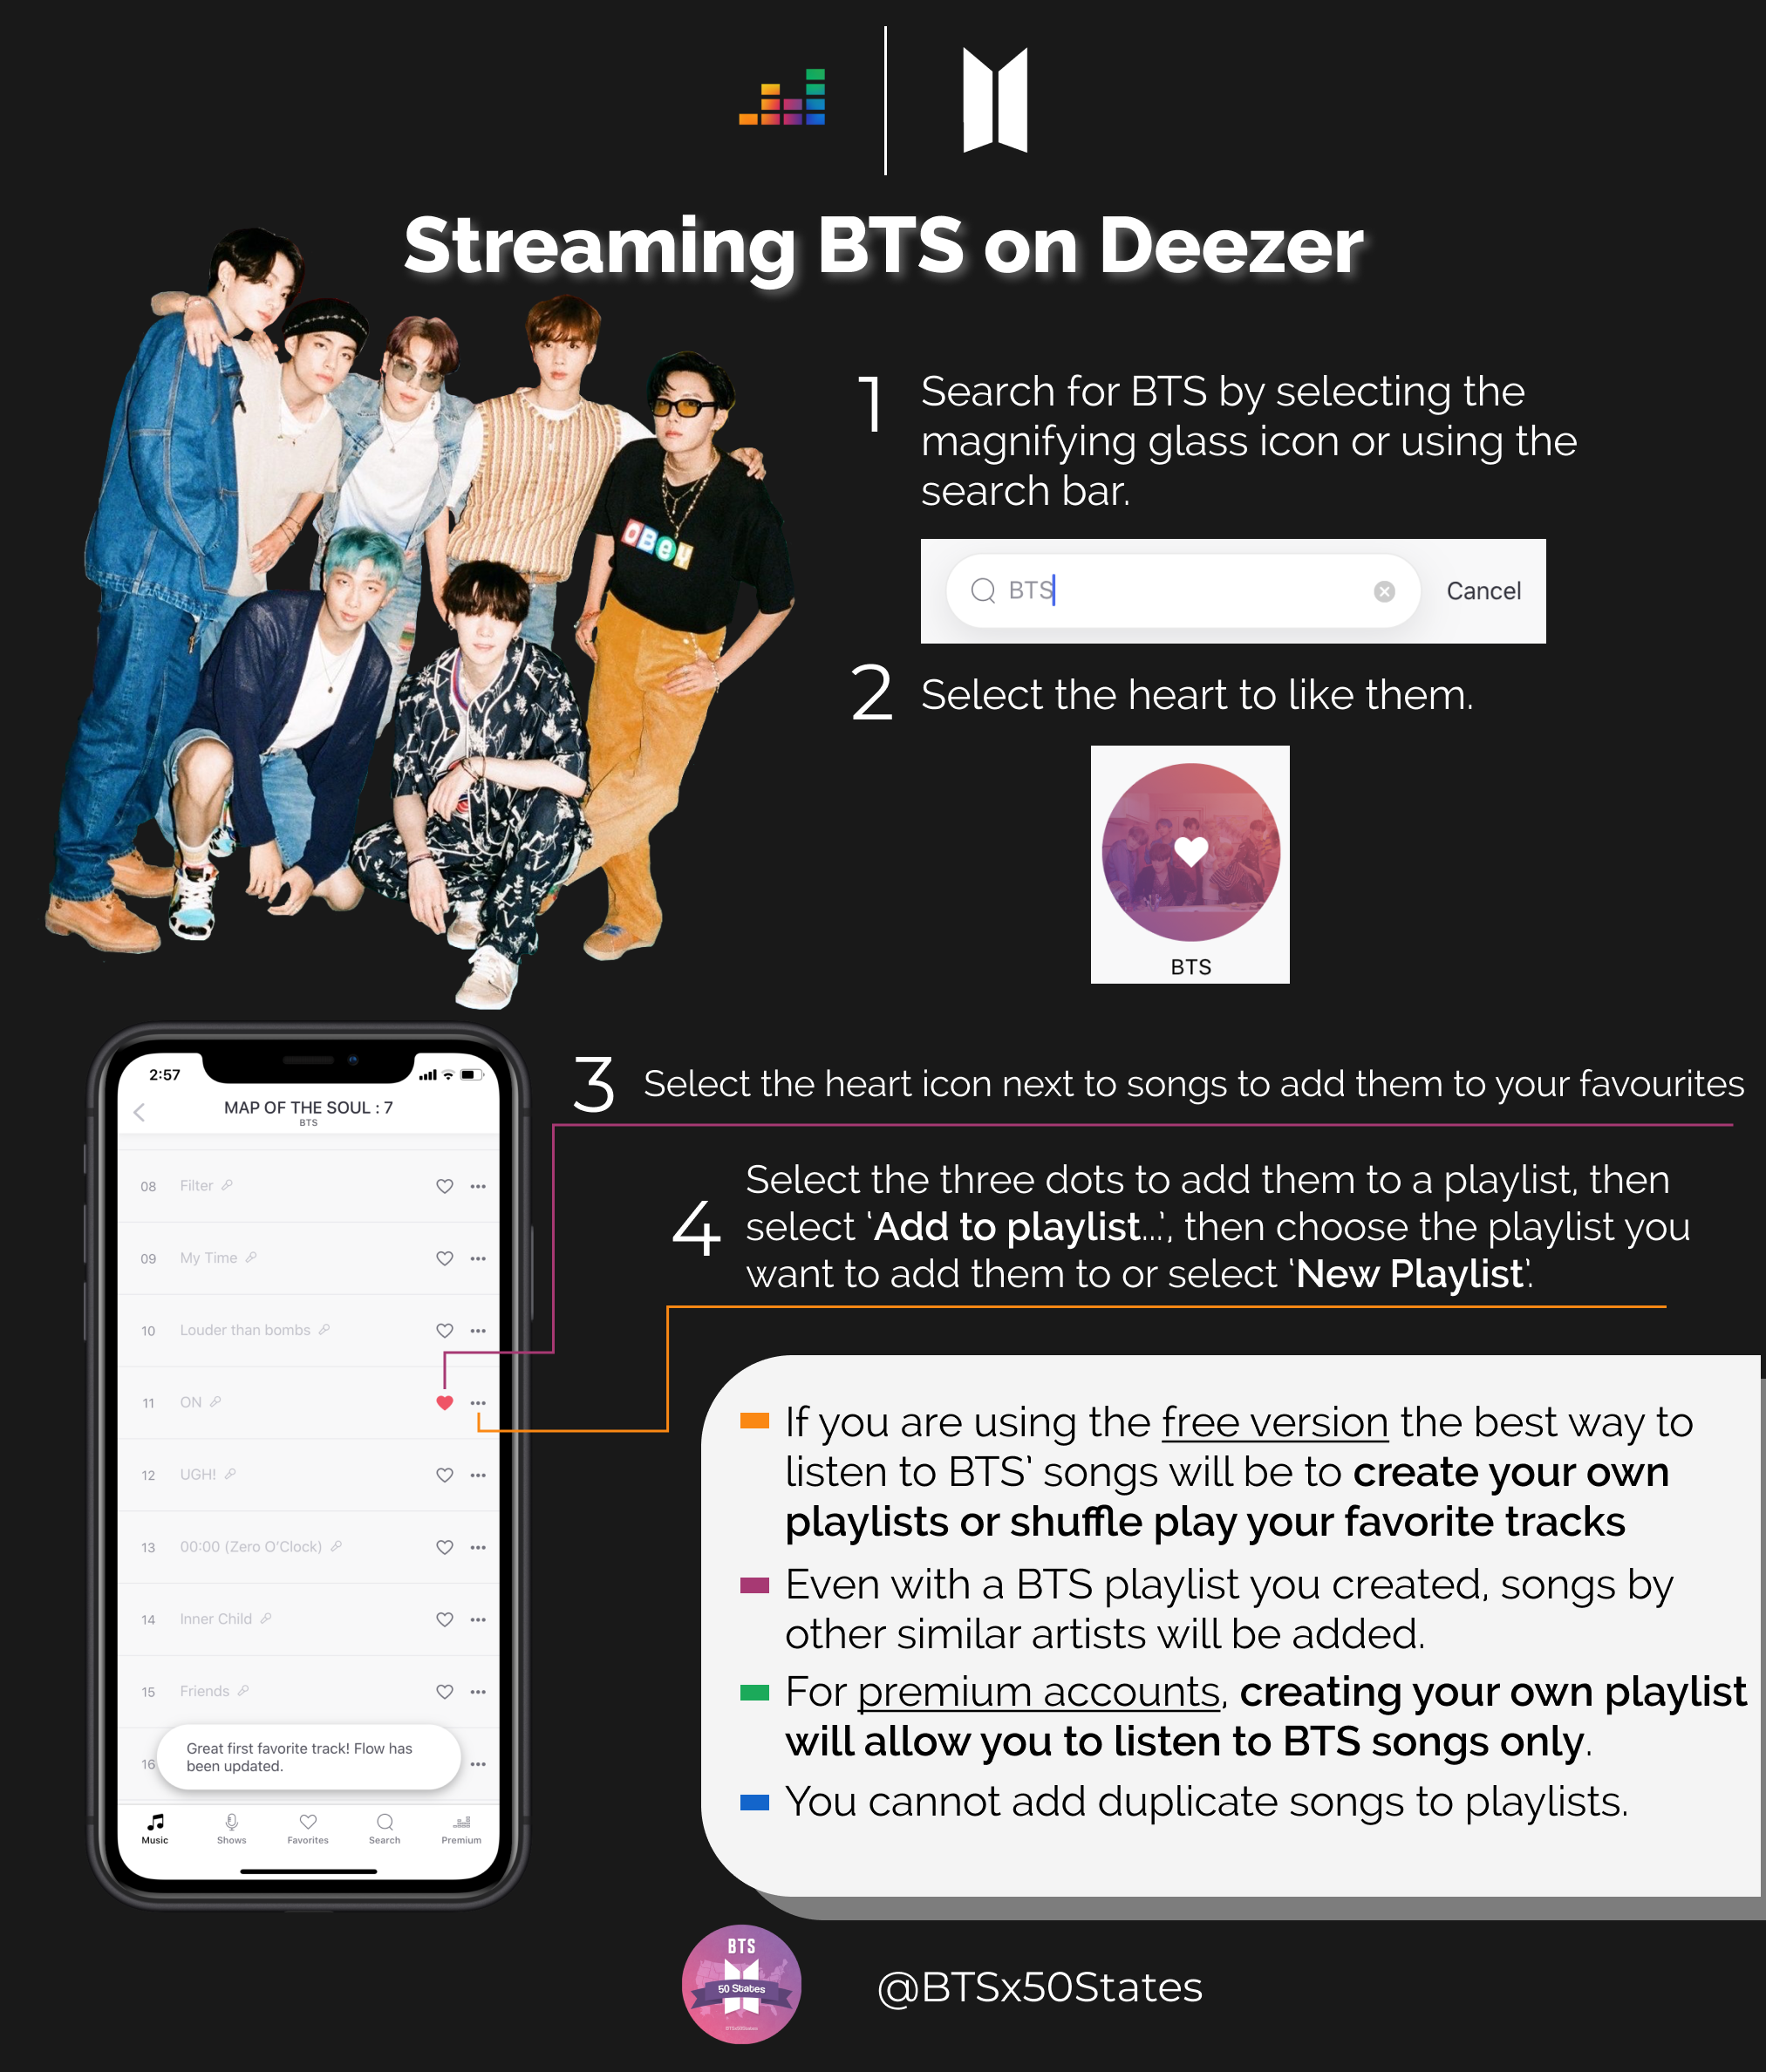 Streaming BTS on Deezer
OBEY
1 Search for BTS by selecting the
magnifying glass icon or using the
search bar.
BTS
Cancel
2 Select the heart to like them.
BTS
3 Select the heart icon next to songs to add them to your favourites
4 Select the three dots to add them to a playlist, then
select ‘Add to playlist...’, then choose the playlist you
want to add them to or select ‘New Playlist’.
2:57
MAP OF THE SOUL : 7
BTS
08 Filter
09 My Time
10 Louder than bombs
11 ON
12 UGH!
13 00:00 (Zero O'Clock)
14 Inner Child
15 Friends
16
Great first favorite track! Flow has
been updated.
Music Shows Favorites Search Premium
If you are using the free version the best way to
listen to BTS’ songs will be to create your own
playlists or shuffle play your favorite tracks
Even with a BTS playlist you created, songs by
other similar artists will be added.
For premium accounts, creating your own playlist
will allow you to listen to BTS songs only.
You cannot add duplicate songs to playlists.
BTS
50 States
@BTSx50States